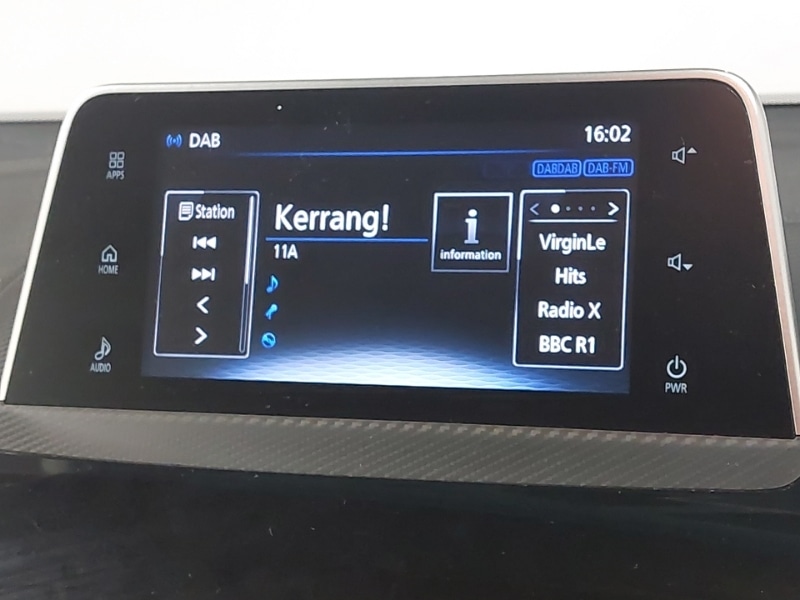 DAB
16:02
DABDAB DAB-FM
APPS
HOME
AUDIO
Station
Kerrang!
11A
i
information
VirginLe
Hits
Radio X
BBC R1
PWR